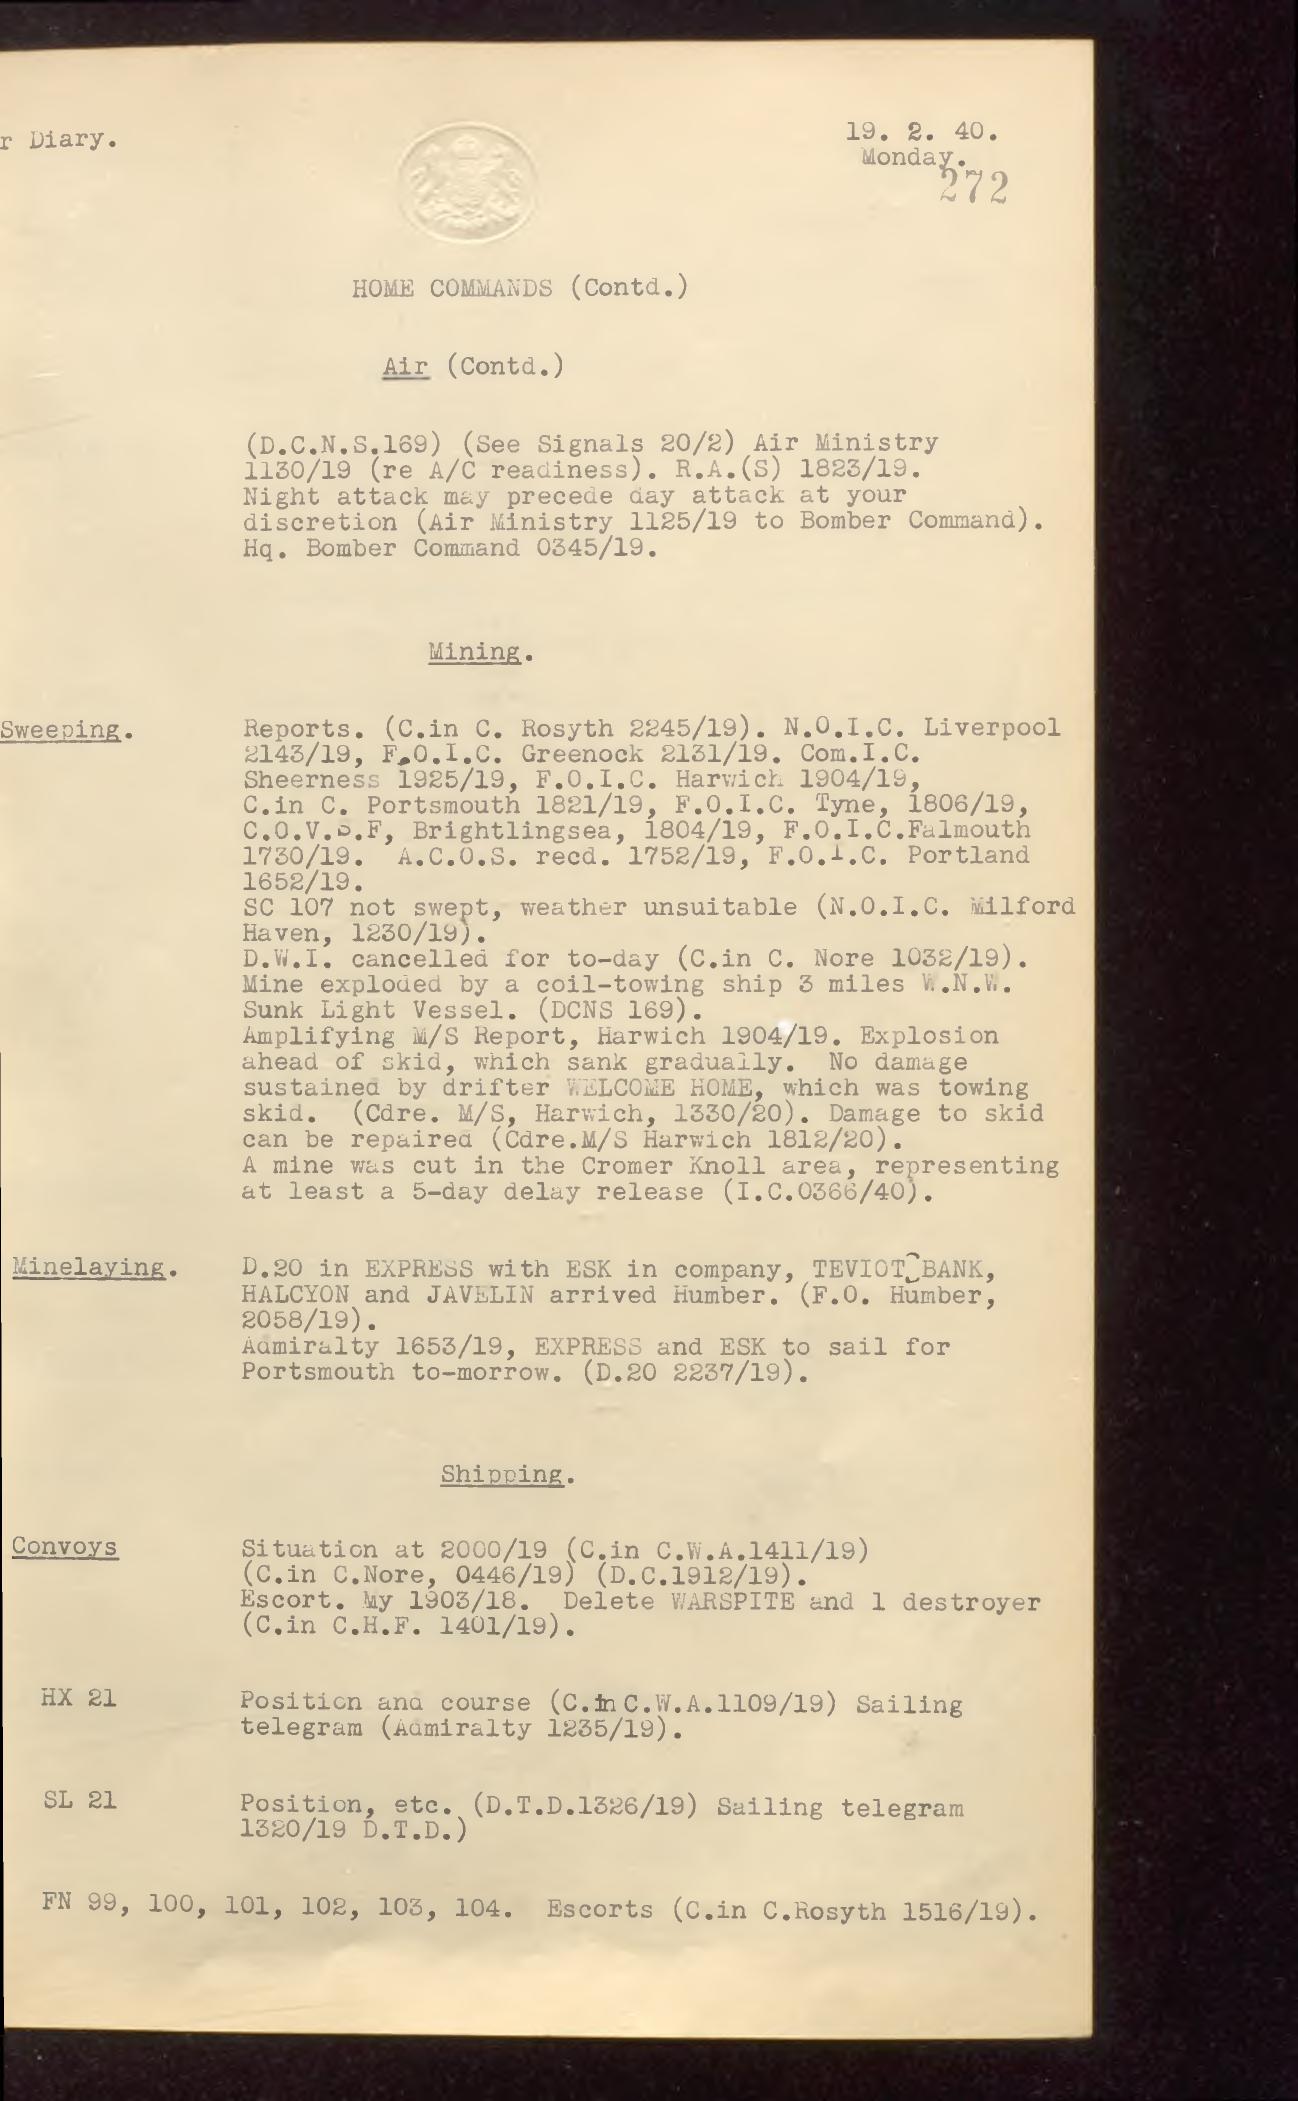 r Diary.
19. 2. 40.
Monday.
272
HOME COMMANDS (Contd.)
Air (Contd.)
(D.C.N.S.169) (See Signals 20/2) Air Ministry
1130/19 (re A/C readiness). R.A.(S) 1823/19.
Night attack may precede day attack at your
discretion (Air Ministry 1125/19 to Bomber Command).
Hq. Bomber Command 0345/19.
Mining.
Sweeping. Reports. (C.in C. Rosyth 2245/19). N.O.I.C. Liverpool
2143/19, F.O.I.C. Greenock 2131/19. Com.I.C.
Sheerness 1925/19, F.O.I.C. Harwich 1904/19,
C.in C. Portsmouth 1821/19, F.O.I.C. Tyne, 1806/19,
C.O.V.S.F, Brightlingsea, 1804/19, F.O.I.C.Falmouth
1730/19. A.C.O.S. recd. 1752/19, F.O.I.C. Portland
1652/19.
SC 107 not swept, weather unsuitable (N.O.I.C. Milford
Haven, 1230/19).
D.W.I. cancelled for to-day (C.in C. Nore 1032/19).
Mine exploded by a coil-towing ship 3 miles W.N.W.
Sunk Light Vessel. (DCNS 169).
Amplifying M/S Report, Harwich 1904/19. Explosion
ahead of skid, which sank gradually. No damage
sustained by drifter WELCOME HOME, which was towing
skid. (Cdre. M/S, Harwich, 1330/20). Damage to skid
can be repaired (Cdre.M/S Harwich 1812/20).
A mine was cut in the Cromer Knoll area, representing
at least a 5-day delay release (I.C.0366/40).
Minelaying. D.20 in EXPRESS with ESK in company, TEVIOT BANK,
HALCYON and JAVELIN arrived Humber. (F.O. Humber,
2058/19).
Admiralty 1653/19, EXPRESS and ESK to sail for
Portsmouth to-morrow. (D.20 2237/19).
Shipping.
Convoys Situation at 2000/19 (C.in C.W.A.1411/19)
(C.in C.Nore, 0446/19) (D.C.1912/19).
Escort. My 1903/18. Delete WARSPITE and 1 destroyer
(C.in C.H.F. 1401/19).
HX 21 Position and course (C.in C.W.A.1109/19) Sailing
telegram (Admiralty 1235/19).
SL 21 Position, etc. (D.T.D.1326/19) Sailing telegram
1320/19 D.T.D.)
FN 99, 100, 101, 102, 103, 104. Escorts (C.in C.Rosyth 1516/19).